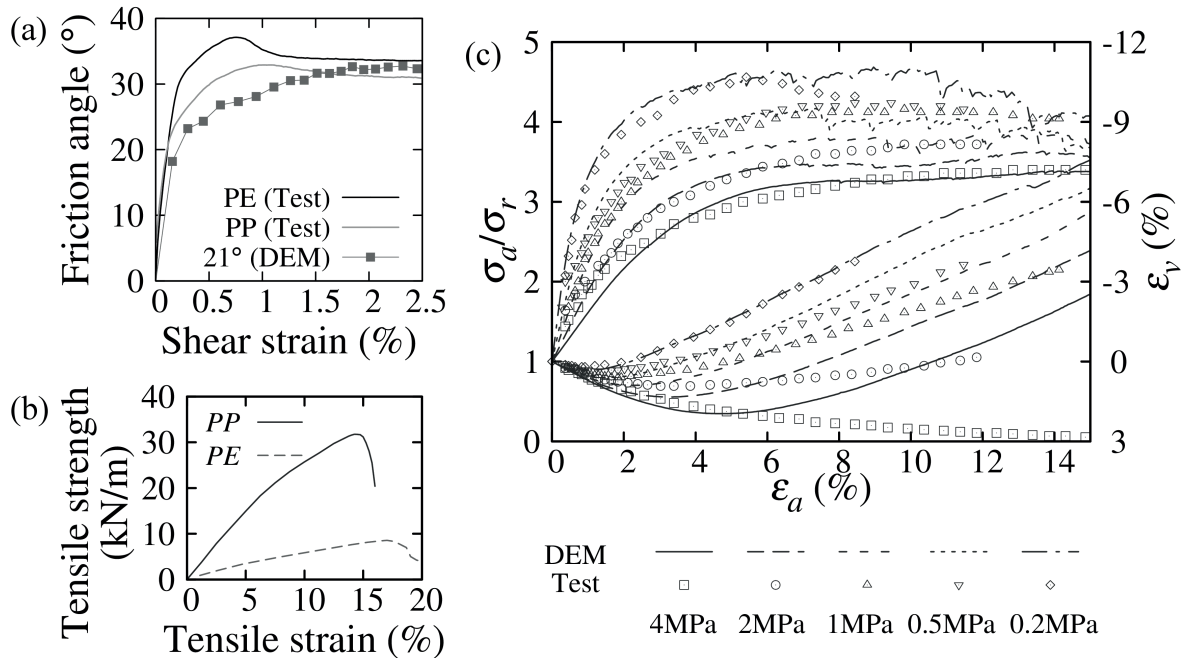 (a)
Friction angle (°)
40
30
20
10
0
PE (Test)
PP (Test)
21° (DEM)
0 0.5 1 1.5 2 2.5
Shear strain (%)
(b)
Tensile strength
(kN/m)
40
30
20
10
0
PP
PE
0 5 10 15 20
Tensile strain (%)
(c)
σa/σr
5
4
3
2
1
0
-12
-9
-6
-3
0
3
εv (%)
0 2 4 6 8 10 12 14
εa (%)
DEM
Test
4MPa 2MPa 1MPa 0.5MPa 0.2MPa